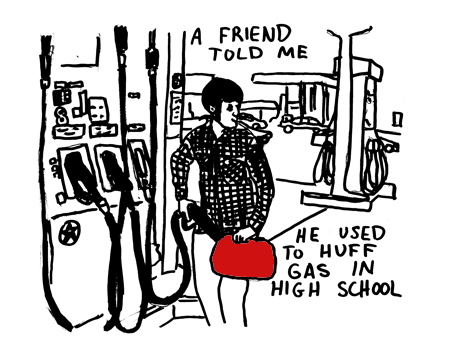 A FRIEND
TOLD ME
HE USED
TO HUFF
GAS IN
HIGH SCHOOL